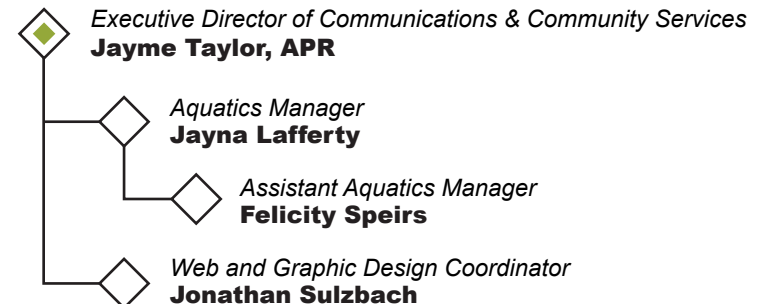 Executive Director of Communications & Community Services
Jayme Taylor, APR
Aquatics Manager
Jayna Lafferty
Assistant Aquatics Manager
Felicity Speirs
Web and Graphic Design Coordinator
Jonathan Sulzbach